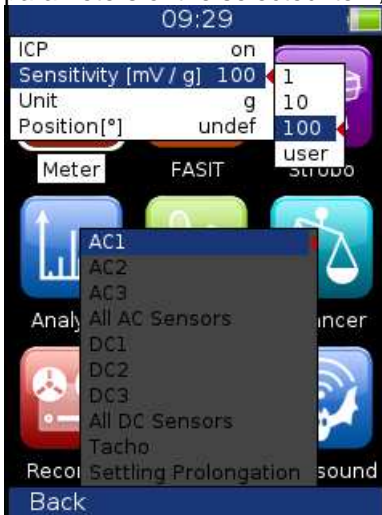 09:29
ICP on
Sensitivity [mV / g] 100
Unit g
Position[°] undef
1
10
100
user
Meter
FASIT
Strobo
AC1
AC2
AC3
All AC Sensors
DC1
DC2
DC3
All DC Sensors
Tacho
Settling Prolongation
Analy
ncer
Recor
sound
Back